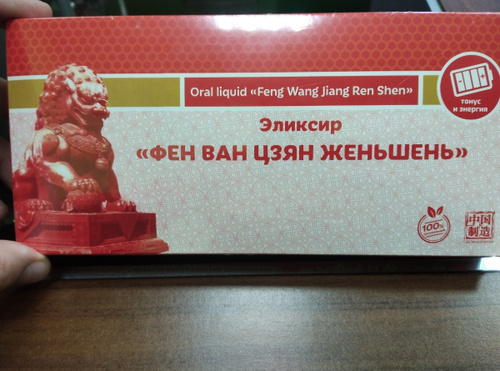 Oral liquid «Feng Wang Jiang Ren Shen»
тонус
и энергия
Эликсир
«ФЕН ВАН ЦЗЯН ЖЕНЬШЕНЬ»
100%
中国
制造